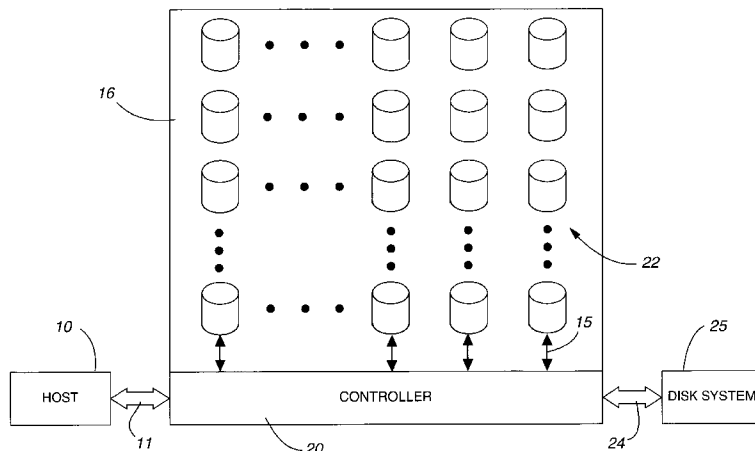 16
22
10
15
25
HOST
CONTROLLER
DISK SYSTEM
11
20
24